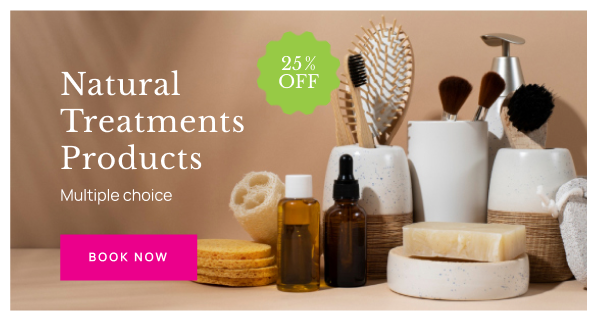 Natural
Treatments
Products
Multiple choice
BOOK NOW
25%
OFF